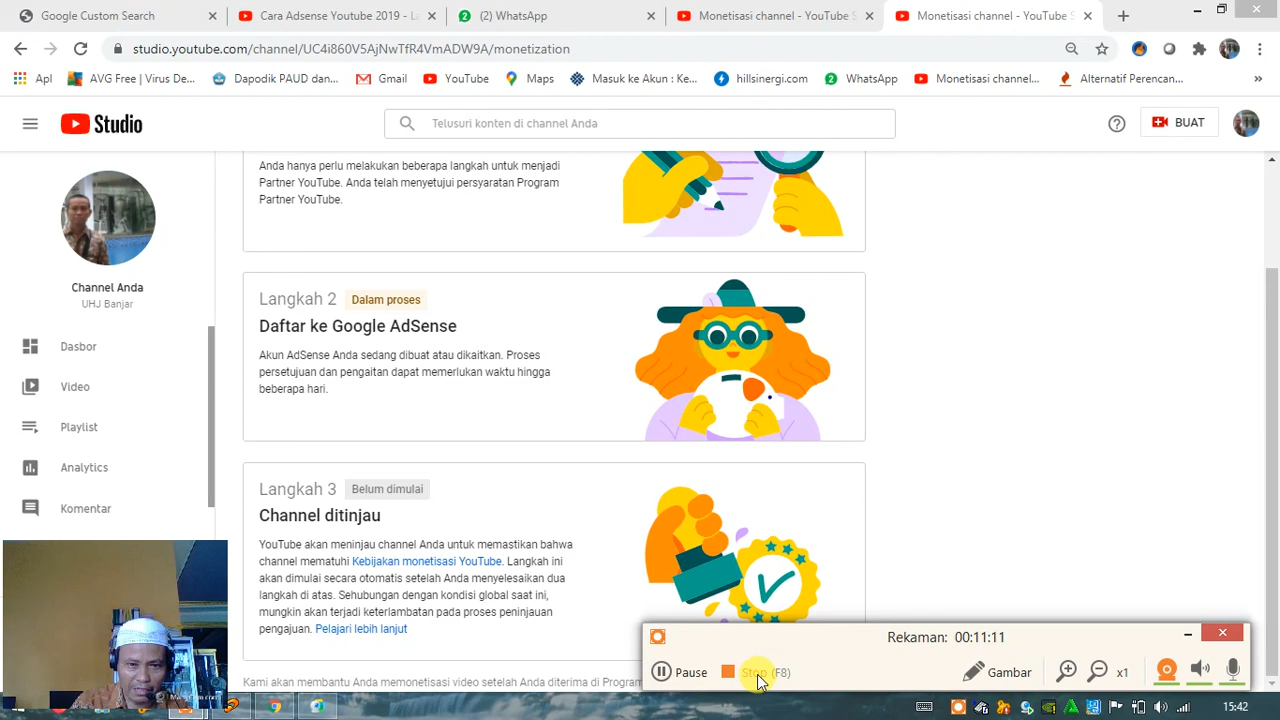 Google Custom Search
Cara Adsense Youtube 2019 - La
(2) WhatsApp
Monetisasi channel - YouTube S
Monetisasi channel - YouTube S
studio.youtube.com/channel/UC4i860V5AjNwTfR4VmADW9A/monetization
Apl
AVG Free | Virus De...
Dapodik PAUD dan...
Gmail
YouTube
Maps
Masuk ke Akun : Ke...
hillsinergi.com
WhatsApp
Monetisasi channel...
Alternatif Perencan...
Studio
Telusuri konten di channel Anda
BUAT
Channel Anda
UHJ Banjar
Dasbor
Video
Playlist
Analytics
Komentar
Anda hanya perlu melakukan beberapa langkah untuk menjadi
Partner YouTube. Anda telah menyetujui persyaratan Program
Partner YouTube.
Langkah 2 Dalam proses
Daftar ke Google AdSense
Akun AdSense Anda sedang dibuat atau dikaitkan. Proses
persetujuan dan pengaitan dapat memerlukan waktu hingga
beberapa hari.
Langkah 3 Belum dimulai
Channel ditinjau
YouTube akan meninjau channel Anda untuk memastikan bahwa
channel mematuhi Kebijakan monetisasi YouTube. Langkah ini
akan dimulai secara otomatis setelah Anda menyelesaikan dua
langkah di atas. Sehubungan dengan kondisi global saat ini,
mungkin akan terjadi keterlambatan pada proses peninjauan
pengajuan. Pelajari lebih lanjut
Kami akan membantu Anda memonetisasi video setelah Anda diterima di Program
Rekaman: 00:11:11
Pause
Stop (F8)
Gambar
x1
15:42